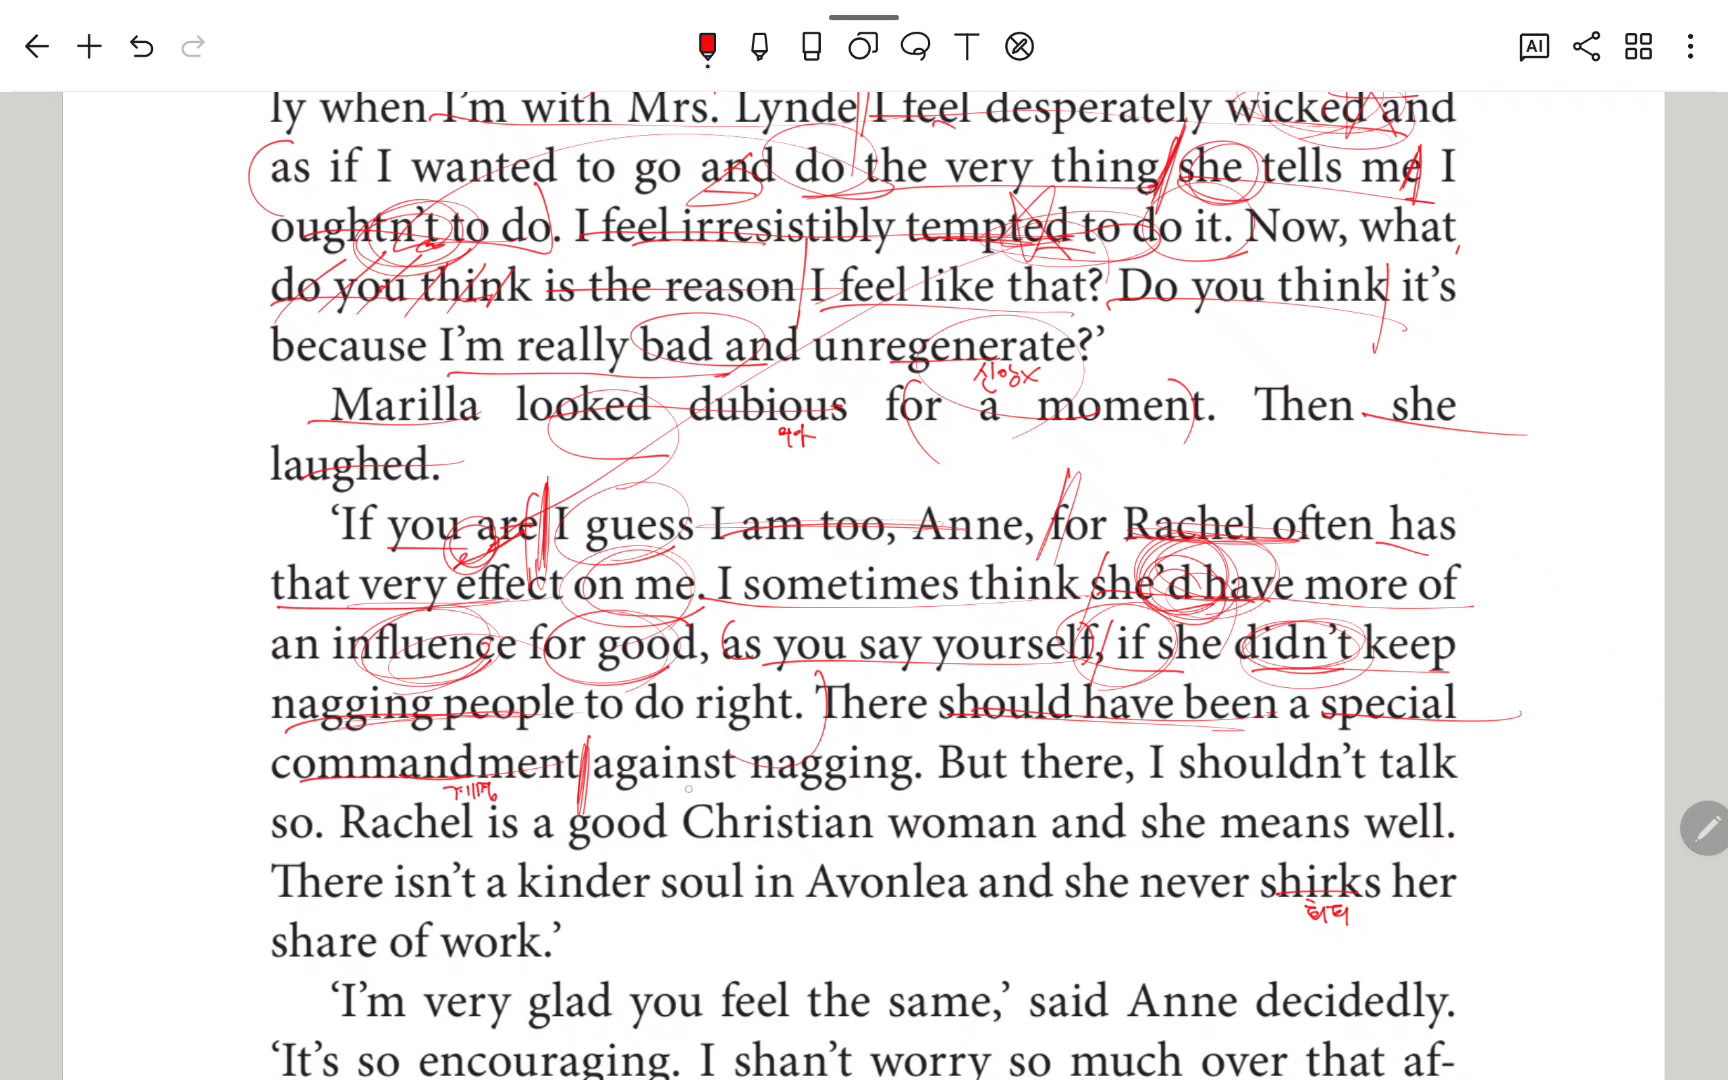 AI
ly when I'm with Mrs. Lynde I feel desperately wicked and
as if I wanted to go and do the very thing she tells me I
oughtn't to do. I feel irresistibly tempted to do it. Now, what
do you think is the reason I feel like that? Do you think it's
because I'm really bad and unregenerate?'
신앙x
Marilla looked dubious for a moment. Then she
laughed.
'If you are I guess I am too, Anne, for Rachel often has
that very effect on me. I sometimes think she'd have more of
an influence for good, as you say yourself, if she didn't keep
nagging people to do right. There should have been a special
commandment against nagging. But there, I shouldn't talk
계명
so. Rachel is a good Christian woman and she means well.
There isn't a kinder soul in Avonlea and she never shirks her
회피
share of work.'
'I'm very glad you feel the same,' said Anne decidedly.
'It's so encouraging. I shan't worry so much over that af-